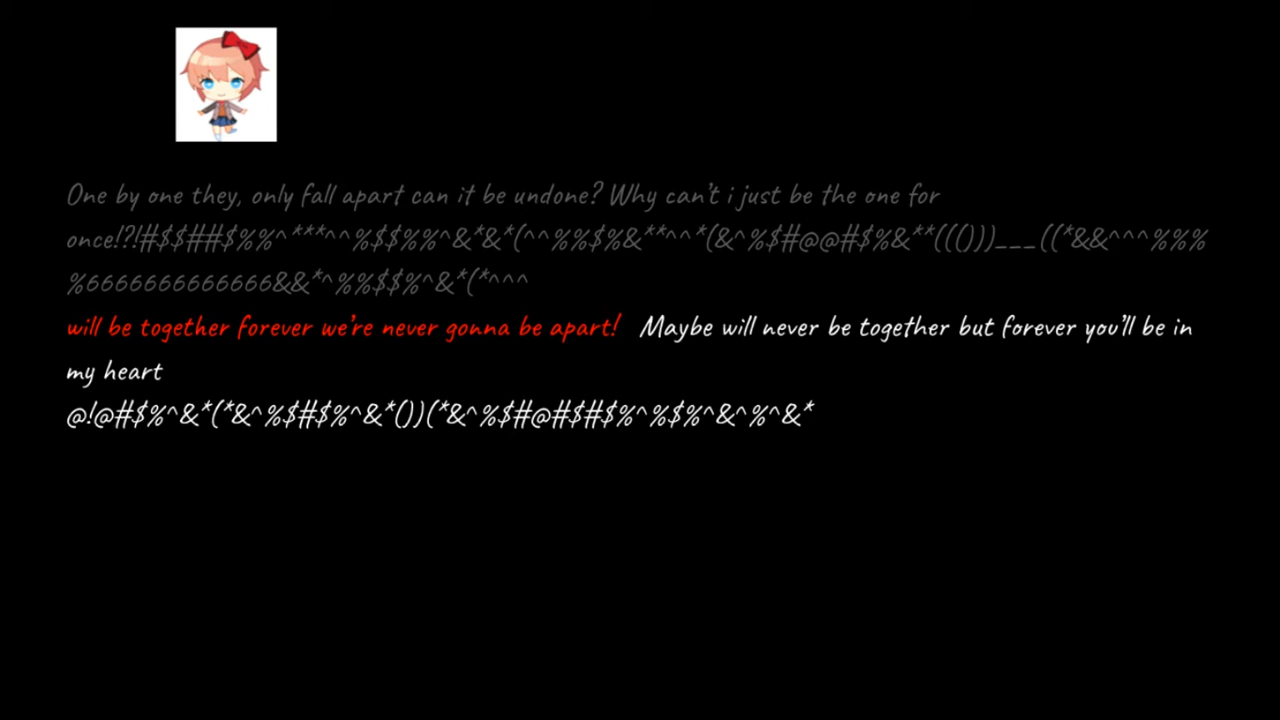 One by one they, only fall apart can it be undone? Why can't i just be the one for
once!?!#$$##$%%^***^^%$$%%^&*&*(^^%%$%&**^^*(&^%$#@@#$%&**((()))___((*&&^^^%%%
%6666666666666&&*^%%$$%^&*(*^^^
will be together forever we're never gonna be apart! Maybe will never be together but forever you'll be in
my heart
@!@#$%^&*(*&^%$#$%^&*())(*&^%$#@#$#$%^%$%^&^%^&*